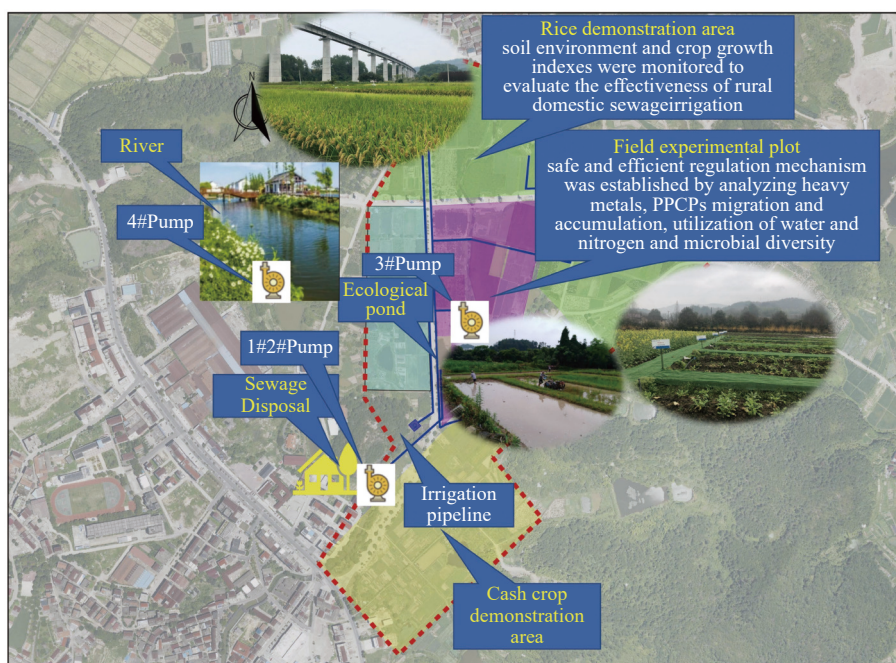 Rice demonstration area
soil environment and crop growth
indexes were monitored to
evaluate the effectiveness of rural
domestic sewageirrigation
N
River
Field experimental plot
safe and efficient regulation mechanism
was established by analyzing heavy
metals, PPCPs migration and
accumulation, utilization of water and
nitrogen and microbial diversity
4#Pump
3#Pump
Ecological
pond
1#2#Pump
Sewage
Disposal
Irrigation
pipeline
Cash crop
demonstration
area